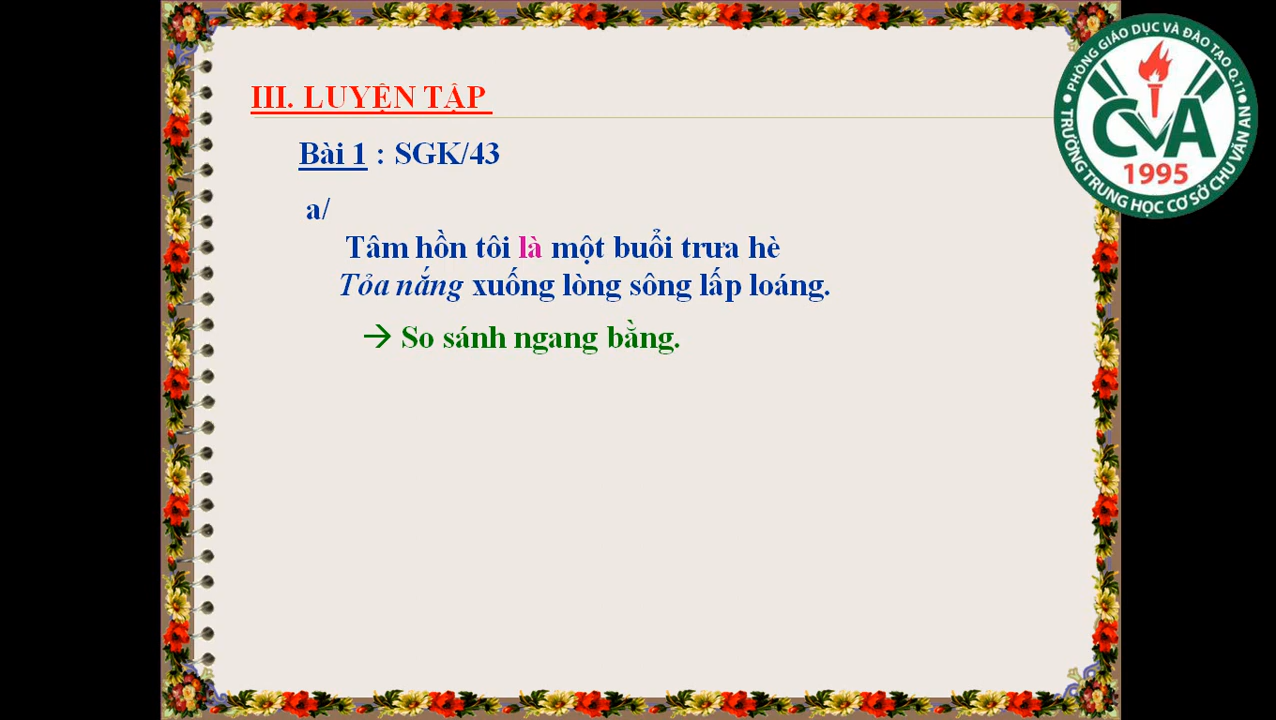 III. LUYỆN TẬP
Bài 1 : SGK/43
a/
Tâm hồn tôi là một buổi trưa hè
Tỏa nắng xuống lòng sông lấp loáng.
→ So sánh ngang bằng.
PHÒNG GIÁO DỤC VÀ ĐÀO TẠO Q.11
CVA
1995
TRƯỜNG TRUNG HỌC CƠ SỞ CHU VĂN AN